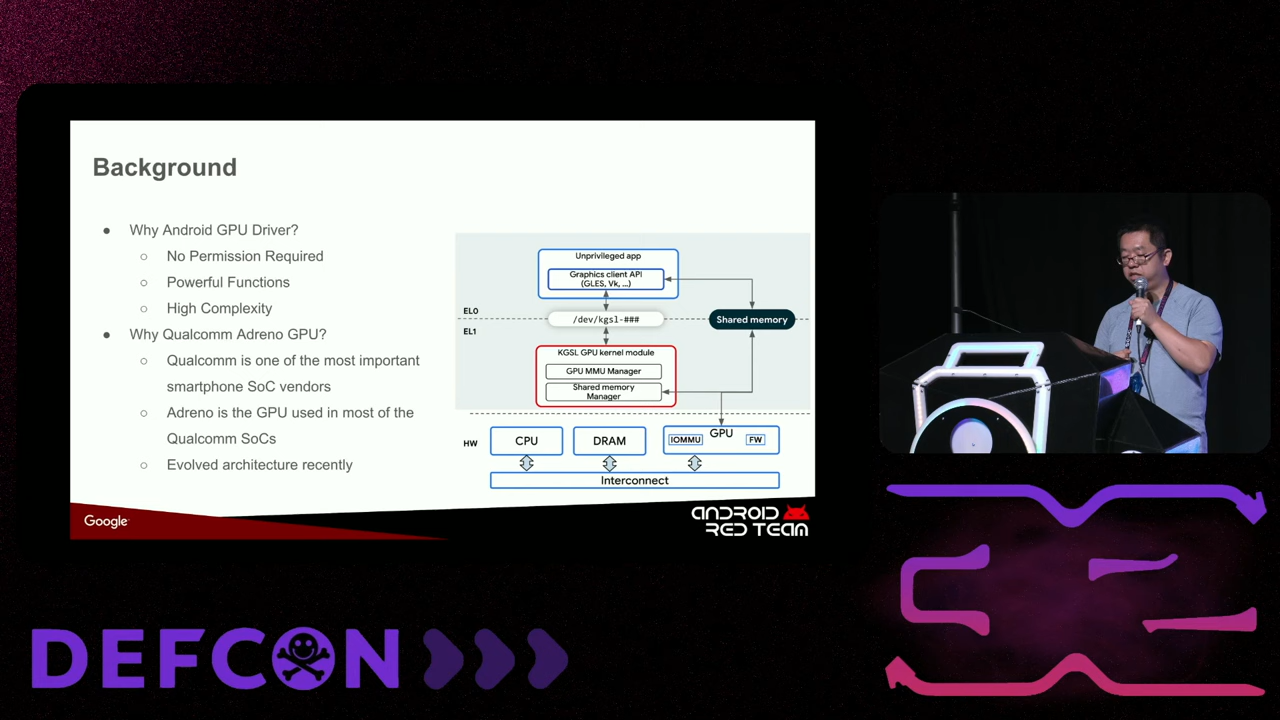 Background
Why Android GPU Driver?
No Permission Required
Powerful Functions
High Complexity
Why Qualcomm Adreno GPU?
Qualcomm is one of the most important
smartphone SoC vendors
Adreno is the GPU used in most of the
Qualcomm SoCs
Evolved architecture recently
Unprivileged app
Graphics client API
(GLES, Vk, ...)
EL0
/dev/kgsl-###
Shared memory
EL1
KGSL GPU kernel module
GPU MMU Manager
Shared memory
Manager
HW
CPU
DRAM
GPU
IOMMU
FW
Interconnect
Google
ANDROID
RED TEAM
DEFCON